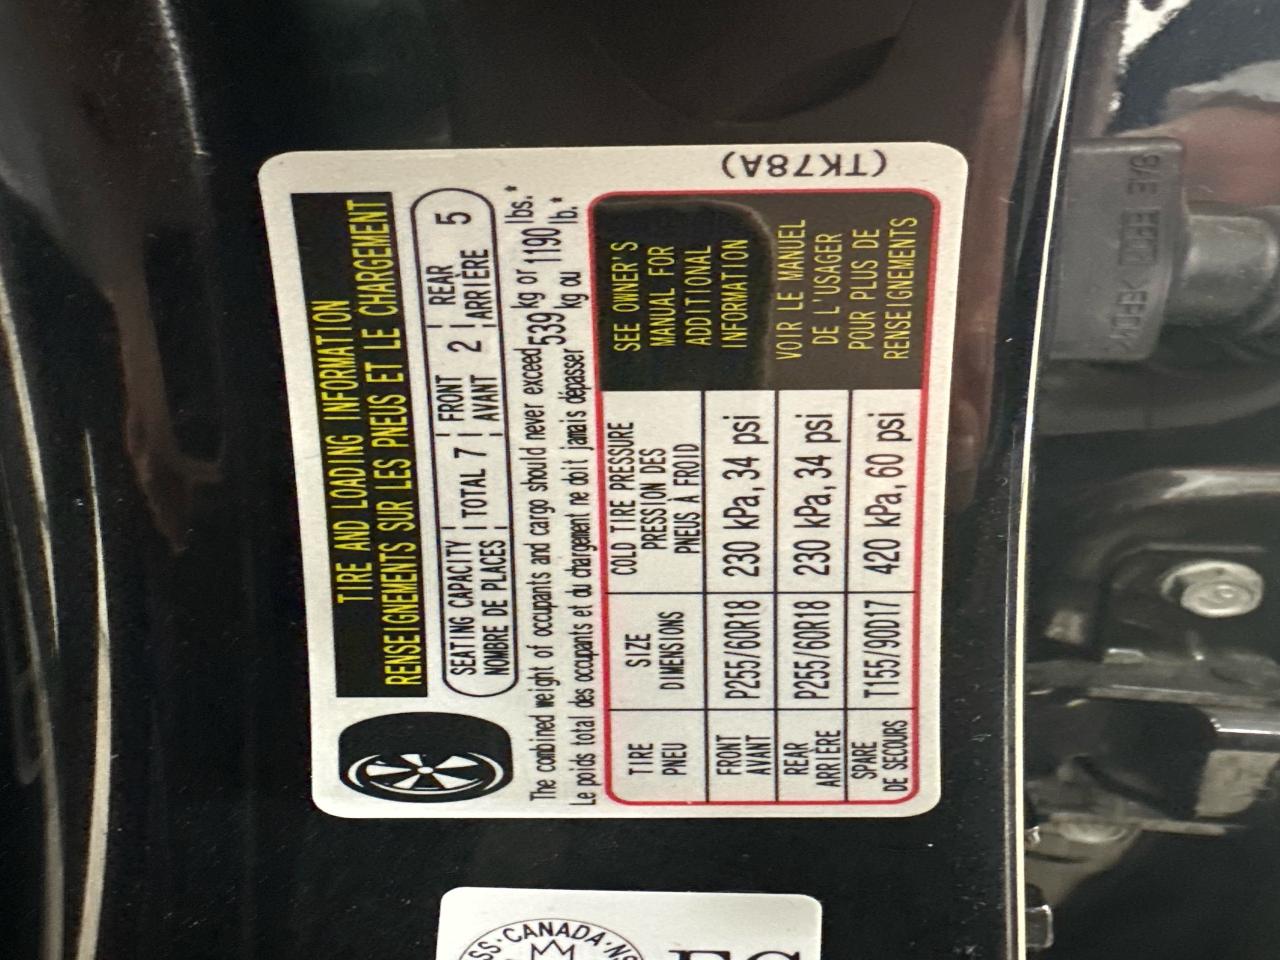 TIRE AND LOADING INFORMATION
RENSEIGNEMENTS SUR LES PNEUS ET LE CHARGEMENT
SEATING CAPACITY TOTAL 7 FRONT 2 REAR 5
NOMBRE DE PLACES AVANT ARRIÈRE
The combined weight of occupants and cargo should never exceed 539 kg or 1190 lbs.*
Le poids total des occupants et du chargement ne doit jamais dépasser kg ou lb.*
TIRE SIZE COLD TIRE PRESSURE
PNEU DIMENSIONS PRESSION DES
PNEUS À FROID
FRONT P255/60R18 230 kPa, 34 psi
AVANT
REAR P255/60R18 230 kPa, 34 psi
ARRIÈRE
SPARE T155/90D17 420 kPa, 60 psi
DE SECOURS
SEE OWNER'S
MANUAL FOR
ADDITIONAL
INFORMATION
VOIR LE MANUEL
DE L'USAGER
POUR PLUS DE
RENSEIGNEMENTS
(TK78A)
CANADA